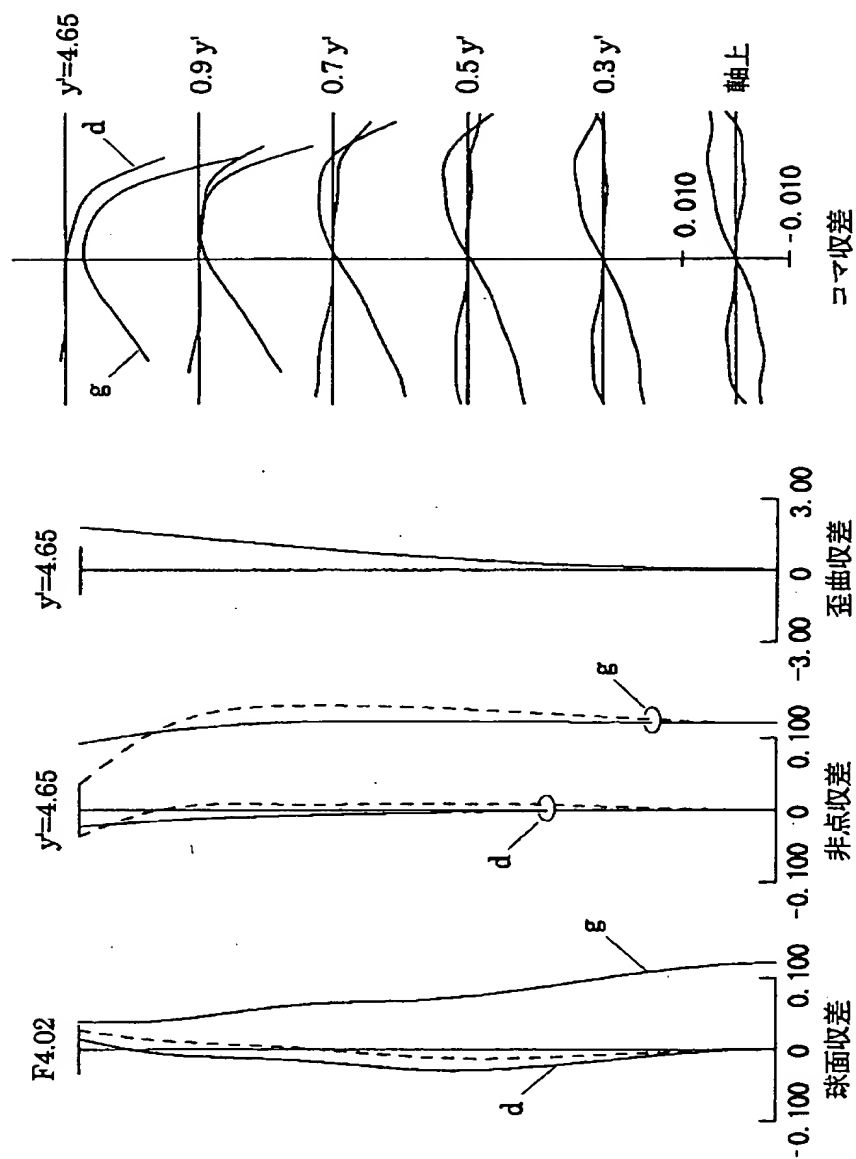 F4.02
g
d
-0.100
0
0.100
球面収差
y'=4.65
g
d
-0.100
0
0.100
非点収差
y'=4.65
-3.00
0
3.00
歪曲収差
y'=4.65
d
g
0.9 y'
0.7 y'
0.5 y'
0.3 y'
軸上
0.010
-0.010
コマ収差